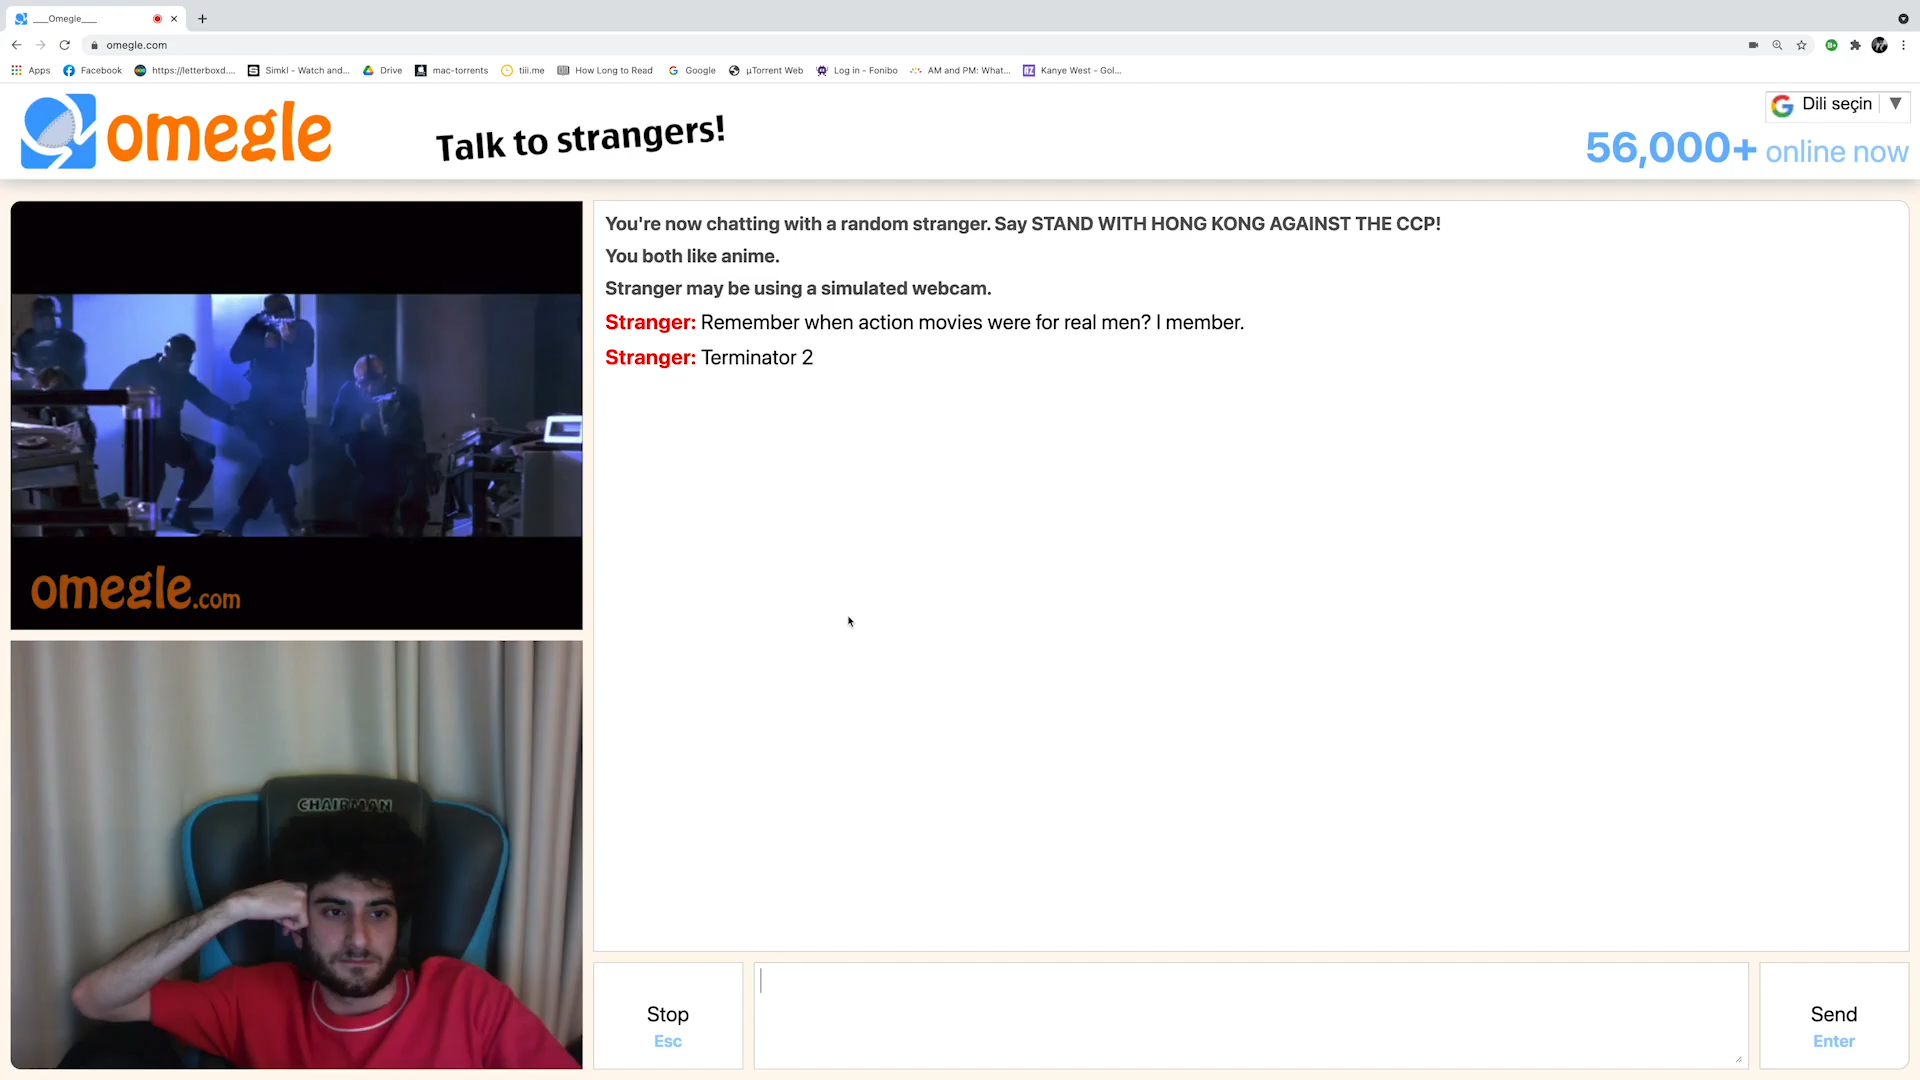 ___Omegle___
omegle.com
Apps
Facebook
https://letterboxd....
Simkl - Watch and...
Drive
mac-torrents
tiii.me
How Long to Read
Google
µTorrent Web
Log in - Fonibo
AM and PM: What...
Kanye West - Gol...
omegle
Talk to strangers!
Dili seçin
56,000+ online now
You're now chatting with a random stranger. Say STAND WITH HONG KONG AGAINST THE CCP!
You both like anime.
Stranger may be using a simulated webcam.
Stranger: Remember when action movies were for real men? I member.
Stranger: Terminator 2
omegle.com
CHAIRMAN
Stop
Esc
Send
Enter